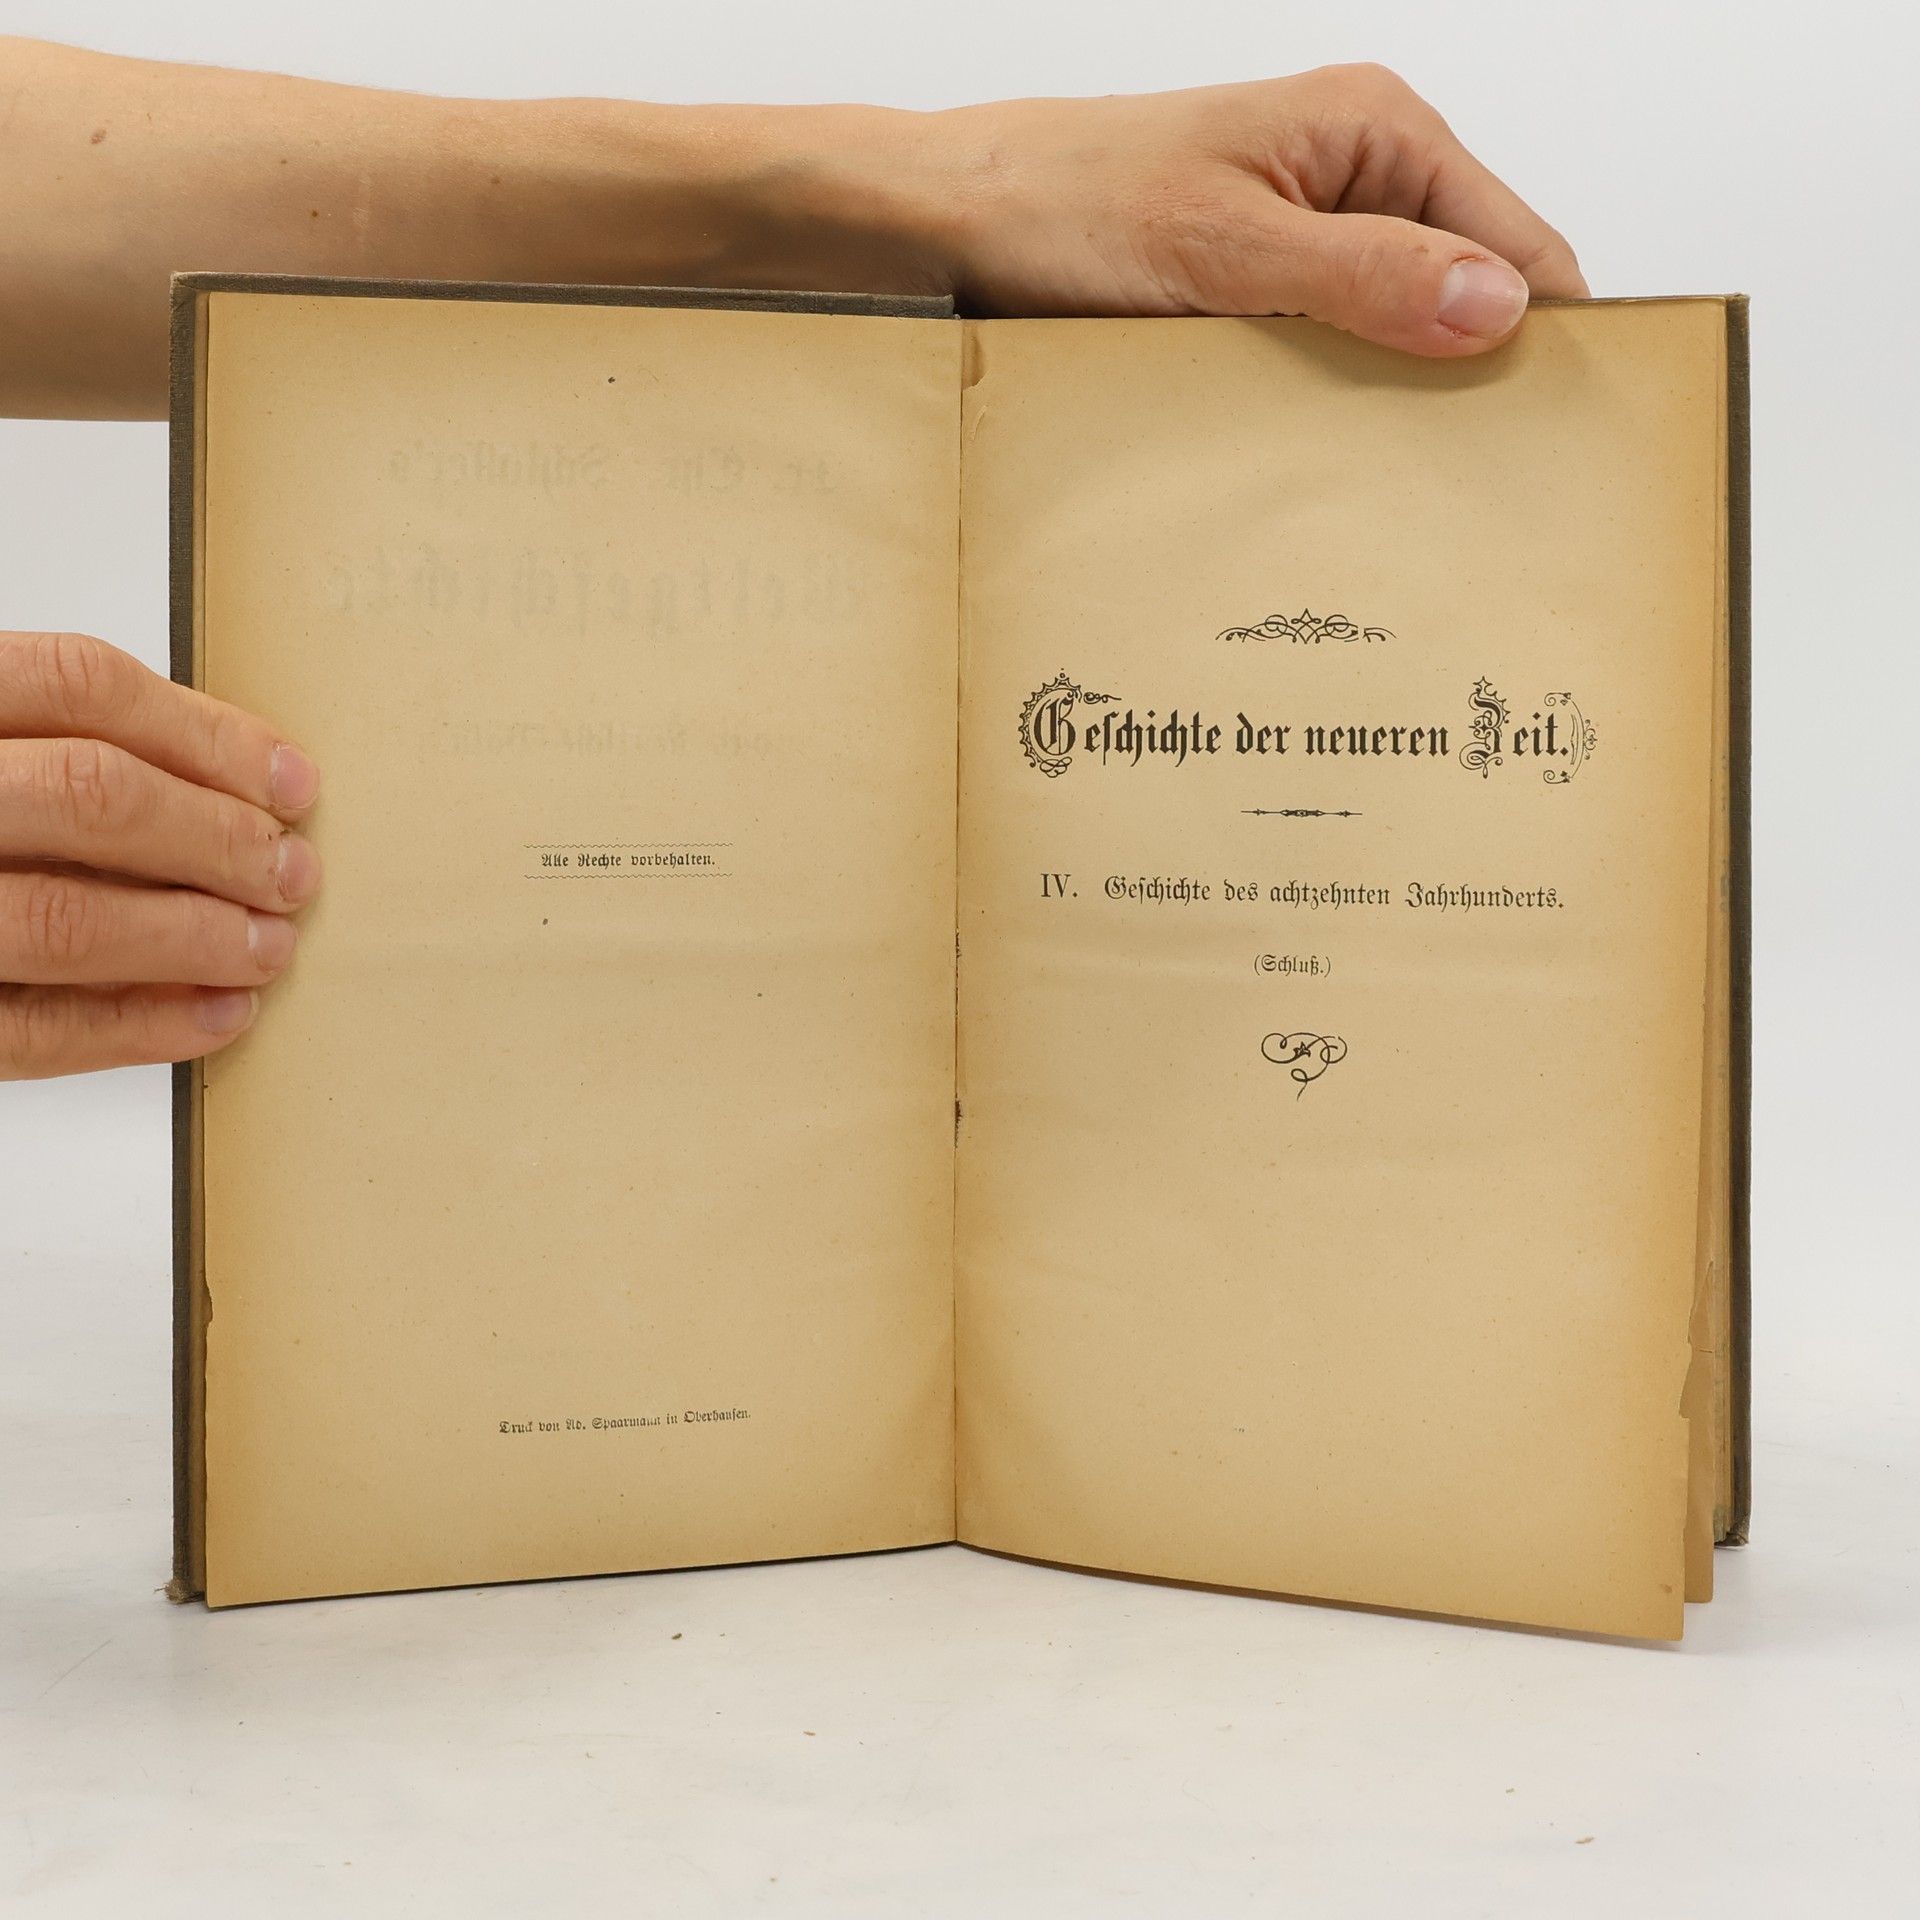 Alle Rechte vorbehalten.
Druck von Ad. Spaarmann in Oberhausen.
Geſchichte der neueren Zeit.
IV. Geſchichte des achtzehnten Jahrhunderts.
(Schluß.)